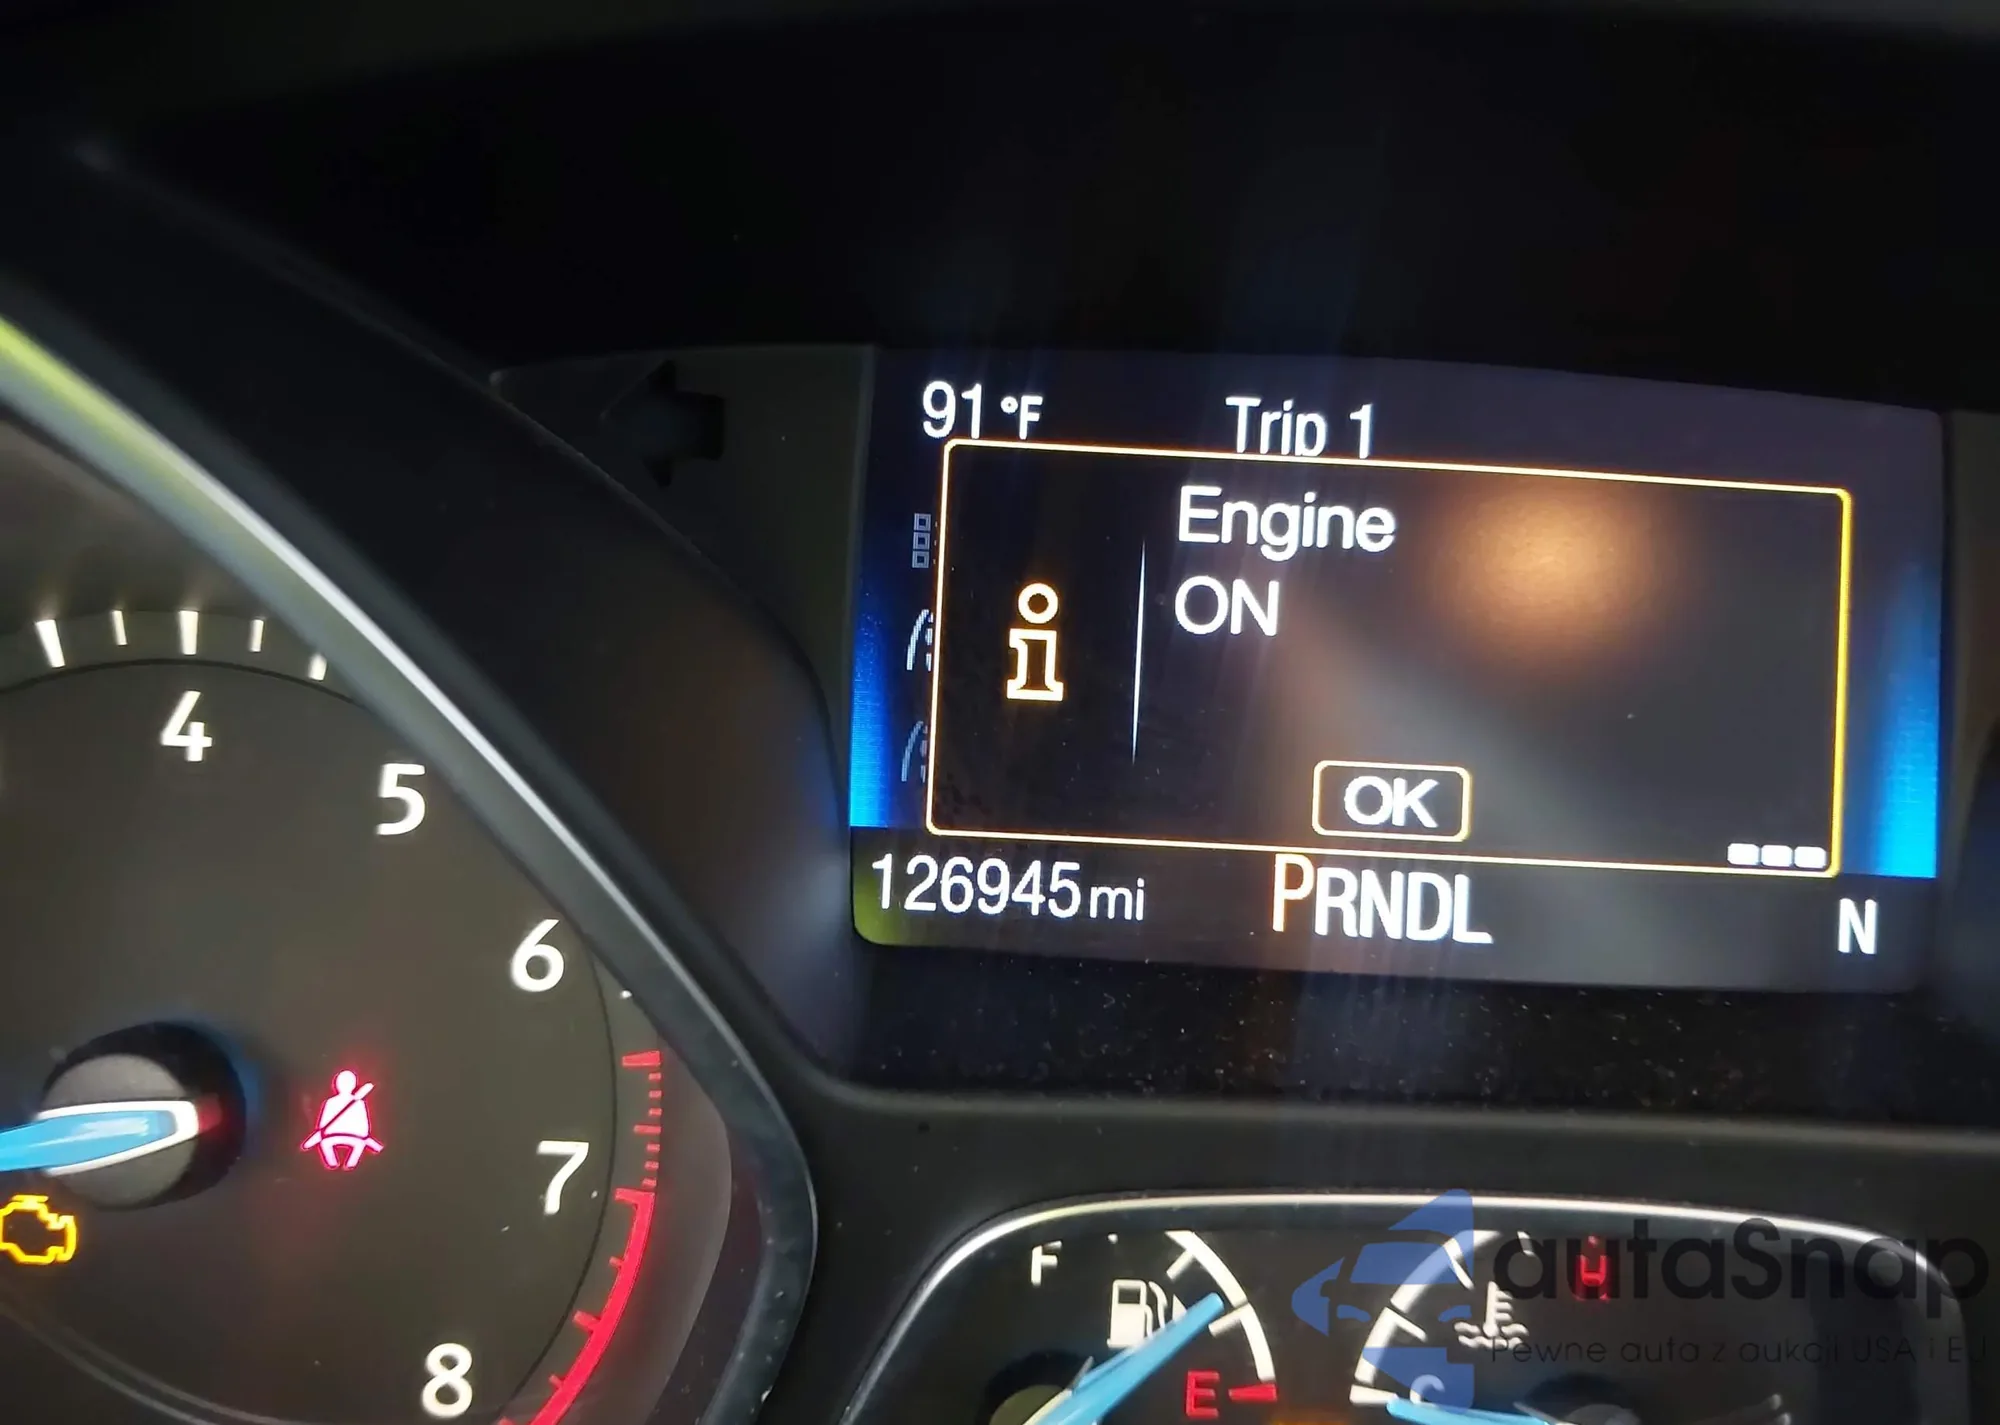 91 °F
Trip 1
Engine
ON
OK
126945 mi
PRNDL
N
4
5
6
7
8
F
E
H
C
autaSnap
Pewne auta z aukcji USA i EU